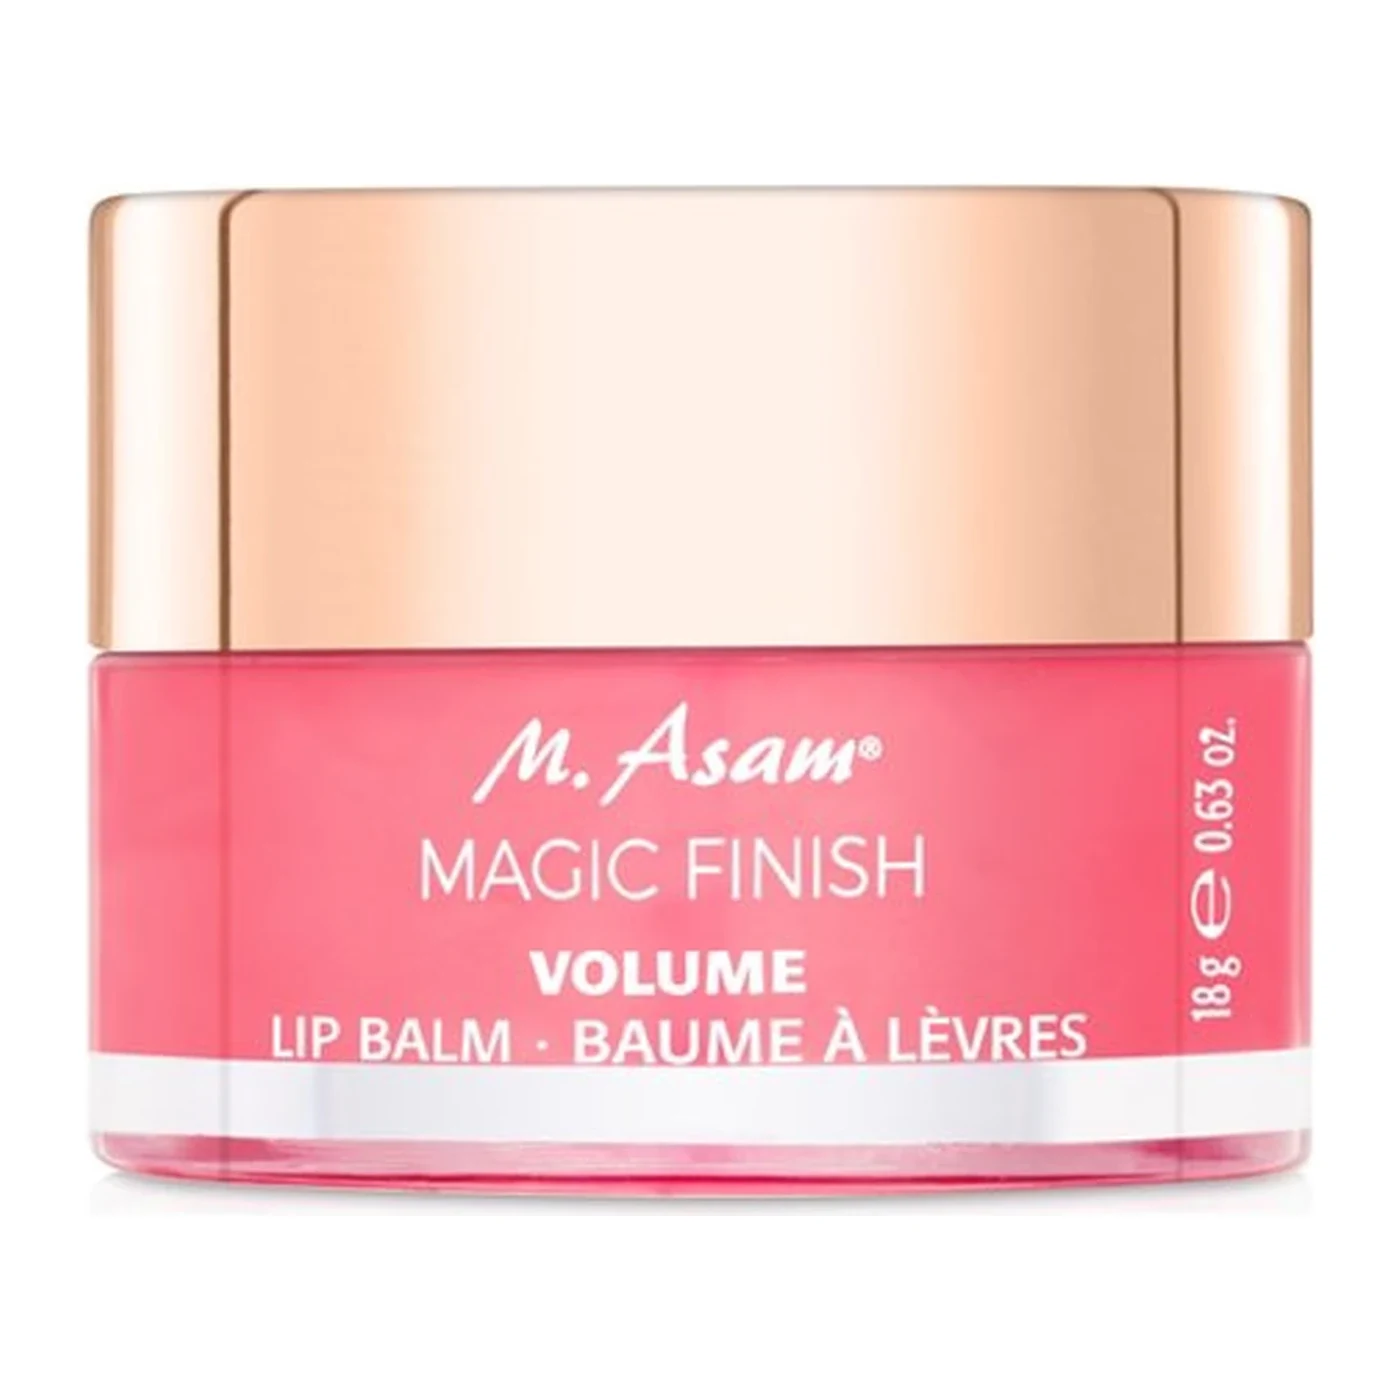 M. Asam®
MAGIC FINISH
VOLUME
LIP BALM · BAUME À LÈVRES
18g e 0.63 oz.